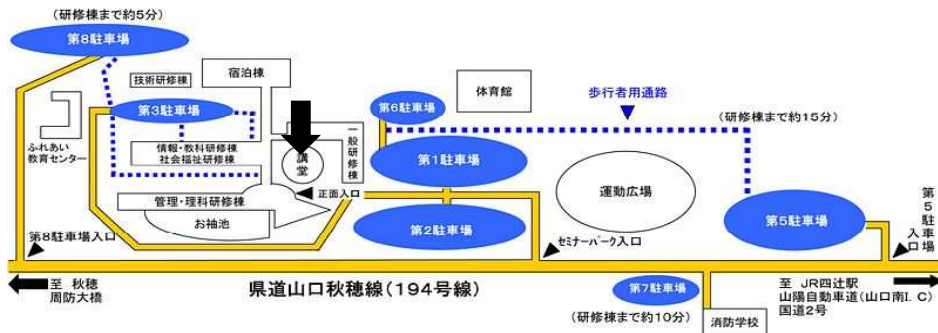 (研修棟まで約5分)
第8駐車場
宿泊棟
技術研修棟
第3駐車場
第6駐車場
体育館
歩行者用通路
(研修棟まで約15分)
ふれあい
教育センター
情報・教科研修棟
社会福祉研修棟
講堂
一般研修棟
第1駐車場
運動広場
正面入口
管理・理科研修棟
お袖池
第2駐車場
第5駐車場
第5駐車場入口
第8駐車場入口
セミナーパーク入口
至 秋穂
周防大橋
県道山口秋穂線(194号線)
第7駐車場
(研修棟まで約10分)
消防学校
至 JR四辻駅
山陽自動車道(山口南I.C)
国道2号